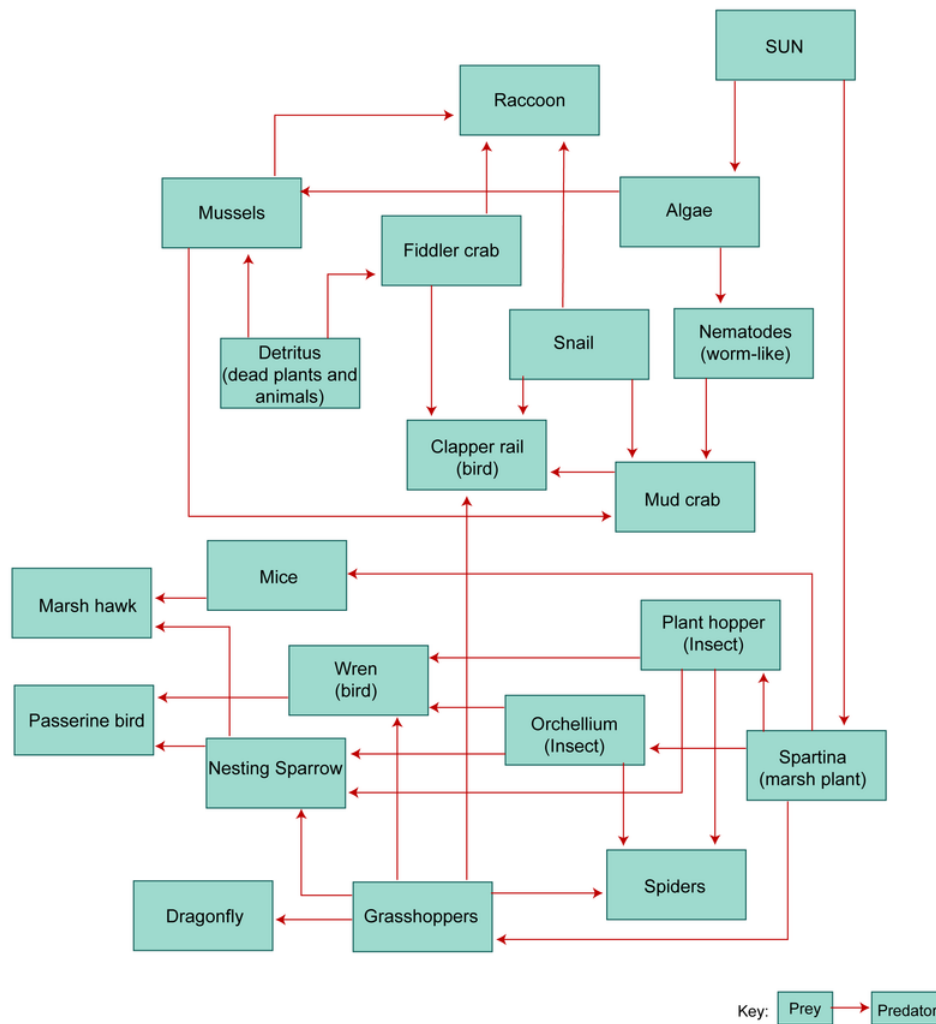 SUN
Raccoon
Mussels
Algae
Fiddler crab
Detritus
(dead plants and
animals)
Snail
Nematodes
(worm-like)
Clapper rail
(bird)
Mud crab
Mice
Marsh hawk
Plant hopper
(Insect)
Wren
(bird)
Passerine bird
Orchellium
(Insect)
Nesting Sparrow
Spartina
(marsh plant)
Spiders
Dragonfly
Grasshoppers
Key:
Prey
Predator